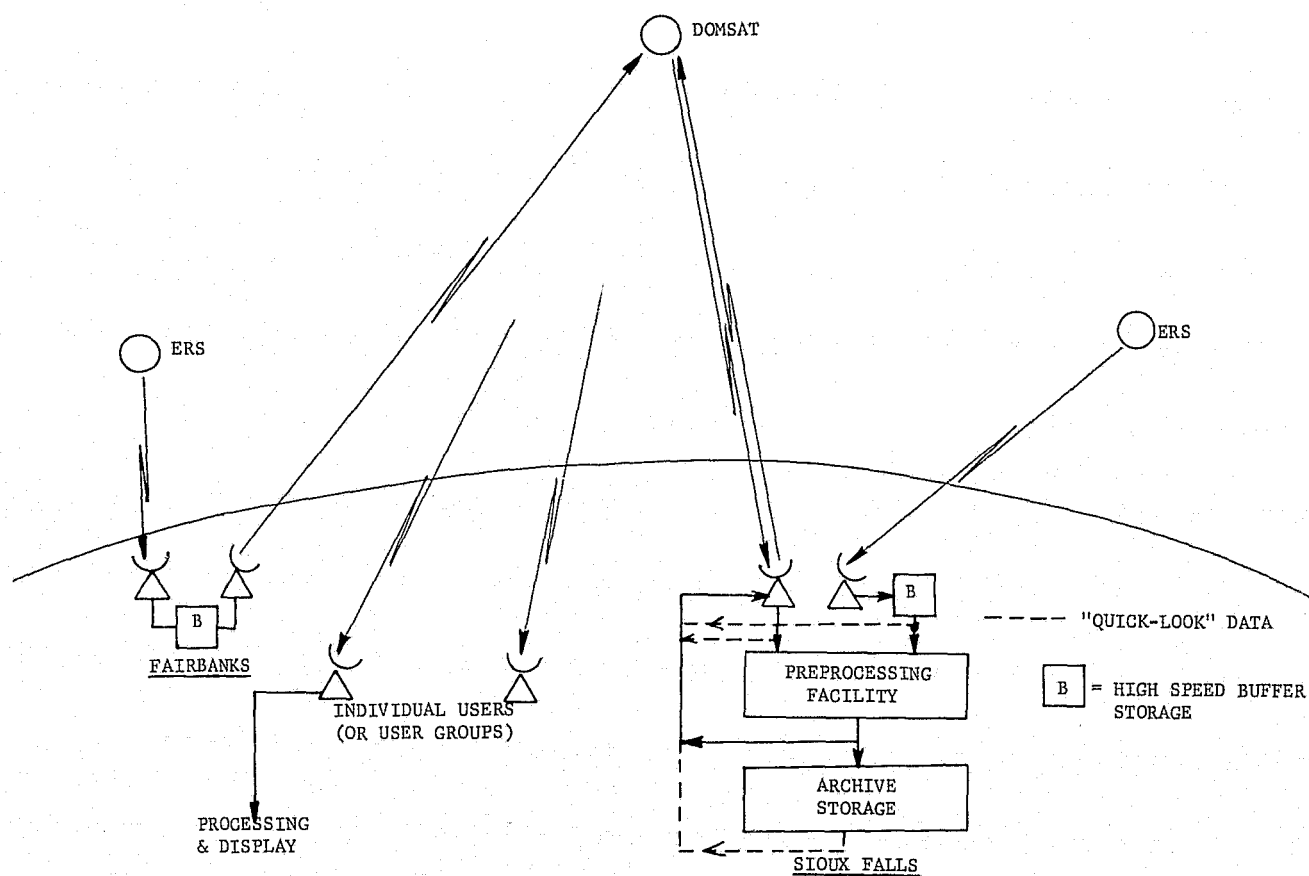 DOMSAT
ERS
ERS
B
FAIRBANKS
B
--- "QUICK-LOOK" DATA
INDIVIDUAL USERS
(OR USER GROUPS)
PREPROCESSING
FACILITY
B = HIGH SPEED BUFFER
STORAGE
ARCHIVE
STORAGE
PROCESSING
& DISPLAY
SIOUX FALLS